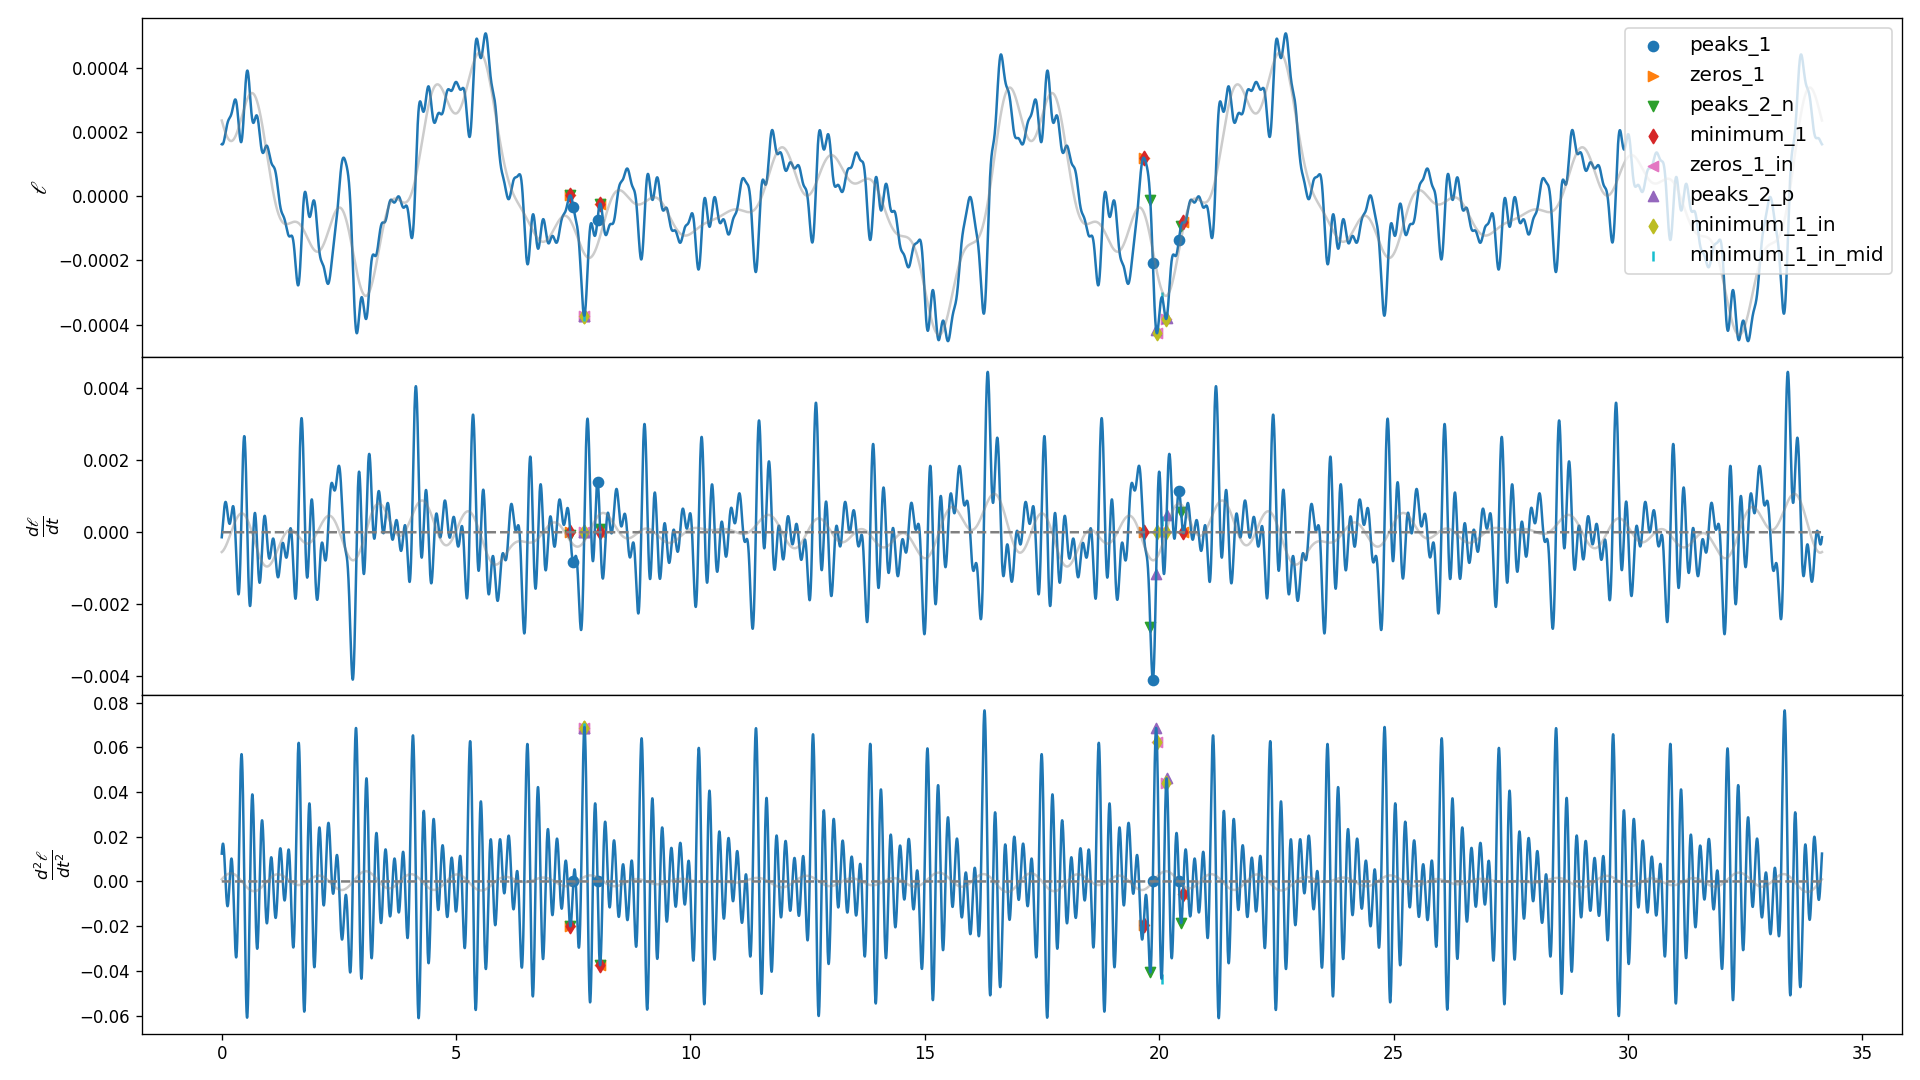 peaks_1
zeros_1
peaks_2_n
minimum_1
zeros_1_in
peaks_2_p
minimum_1_in
minimum_1_in_mid
0.0004
0.0002
0.0000
−0.0002
−0.0004
ℓ
0.004
0.002
0.000
−0.002
−0.004
dℓ
dt
0.08
0.06
0.04
0.02
0.00
−0.02
−0.04
−0.06
d²ℓ
dt²
0 5 10 15 20 25 30 35